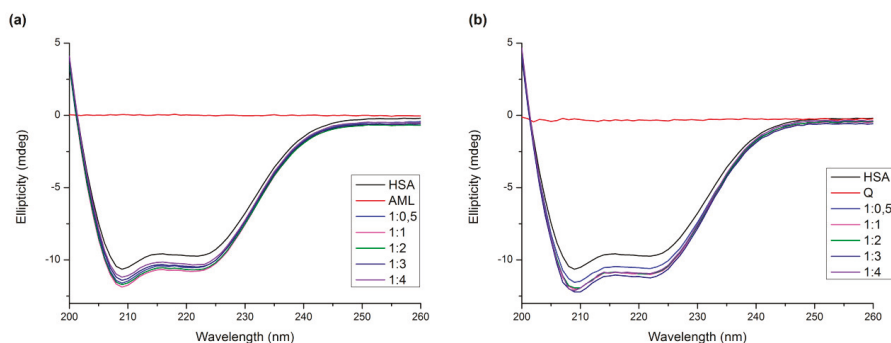 (a)
5
0
-5
-10
Ellipticity (mdeg)
200 210 220 230 240 250 260
Wavelength (nm)
HSA
AML
1:0,5
1:1
1:2
1:3
1:4
(b)
5
0
-5
-10
Ellipticity (mdeg)
200 210 220 230 240 250 260
Wavelength (nm)
HSA
Q
1:0,5
1:1
1:2
1:3
1:4